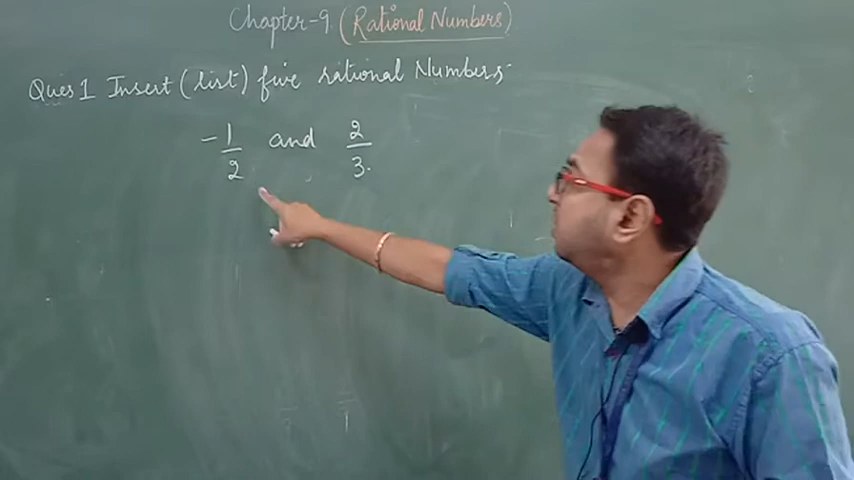 Chapter-9 (Rational Numbers)
Ques 1 Insert (list) five rational Numbers
-1/2 and 2/3.